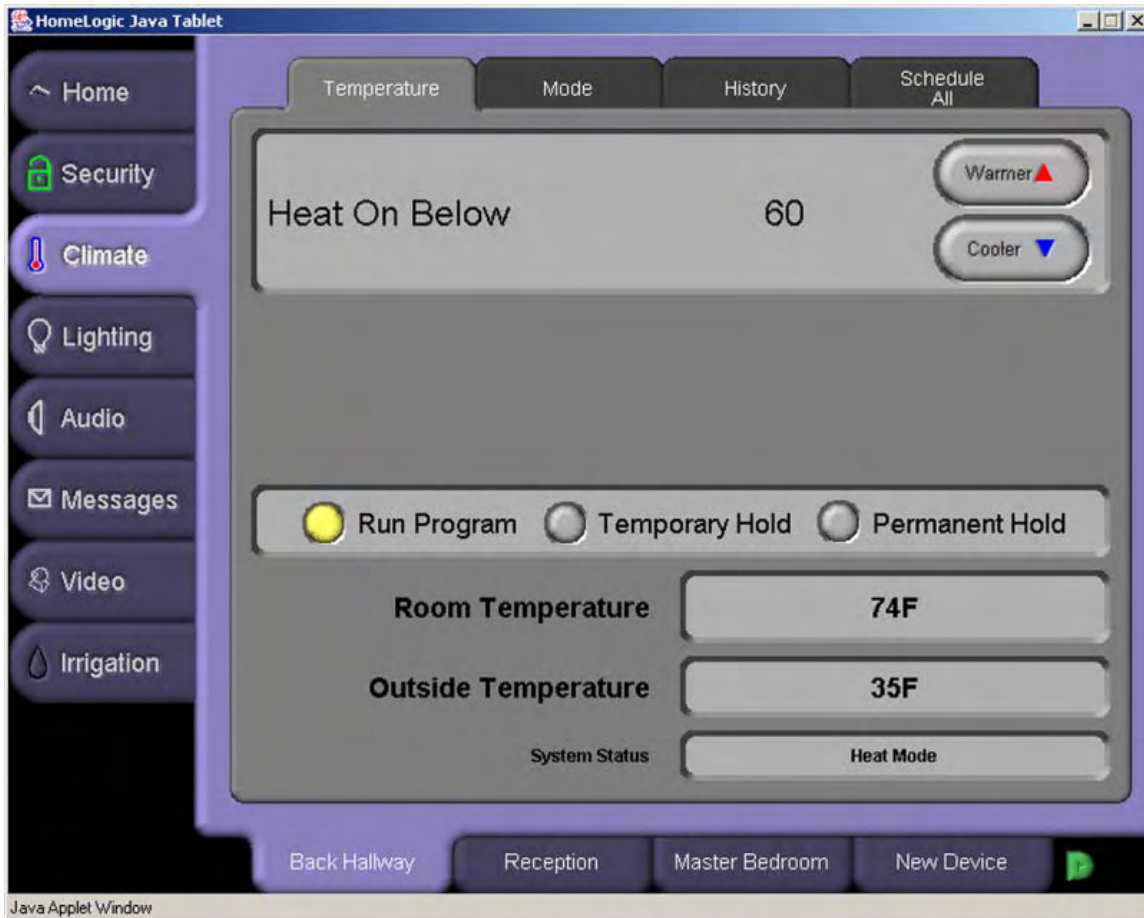 HomeLogic Java Tablet
Home
Security
Climate
Lighting
Audio
Messages
Video
Irrigation
Temperature
Mode
History
Schedule
All
Heat On Below 60
Warmer
Cooler
Run Program Temporary Hold Permanent Hold
Room Temperature 74F
Outside Temperature 35F
System Status Heat Mode
Back Hallway
Reception
Master Bedroom
New Device
Java Applet Window